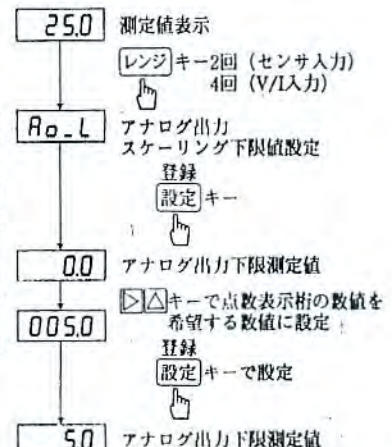 25.0 測定値表示
レンジ キー2回 (センサ入力)
4回 (V/I入力)
Ao_L アナログ出力
スケーリング下限値設定
登録
設定 キー
0.0 アナログ出力下限測定値
▷△キーで点数表示桁の数値を
005.0 希望する数値に設定
登録
設定 キーで設定
5.0 アナログ出力下限測定値